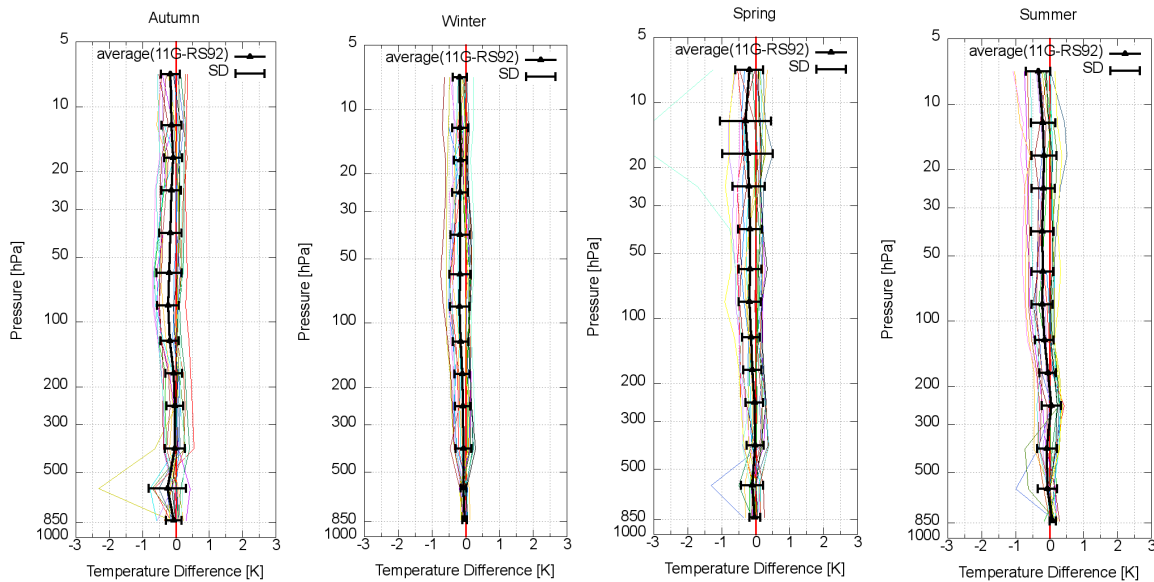 Autumn
average(11G-RS92)
SD
5
10
20
30
50
100
200
300
500
850
1000
Pressure [hPa]
-3 -2 -1 0 1 2 3
Temperature Difference [K]
Winter
average(11G-RS92)
SD
5
10
20
30
50
100
200
300
500
850
1000
Pressure [hPa]
-3 -2 -1 0 1 2 3
Temperature Difference [K]
Spring
average(11G-RS92)
SD
5
10
20
30
50
100
200
300
500
850
1000
Pressure [hPa]
-3 -2 -1 0 1 2 3
Temperature Difference [K]
Summer
average(11G-RS92)
SD
5
10
20
30
50
100
200
300
500
850
1000
Pressure [hPa]
-3 -2 -1 0 1 2 3
Temperature Difference [K]